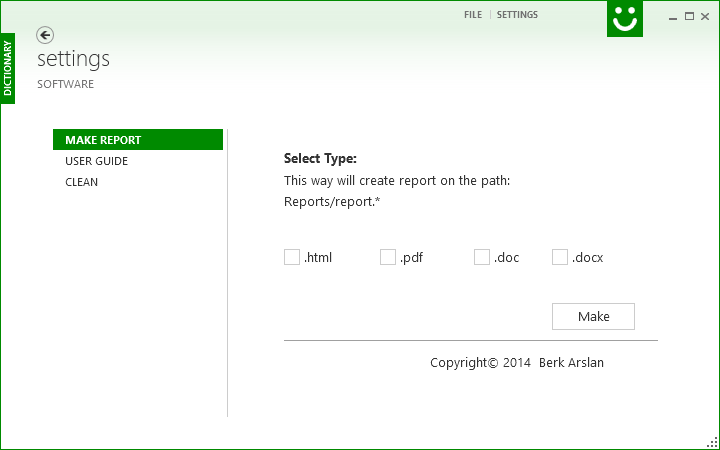 FILE | SETTINGS
settings
DICTIONARY
SOFTWARE
MAKE REPORT
USER GUIDE
CLEAN
Select Type:
This way will create report on the path:
Reports/report.*
.html .pdf .doc .docx
Make
Copyright© 2014 Berk Arslan